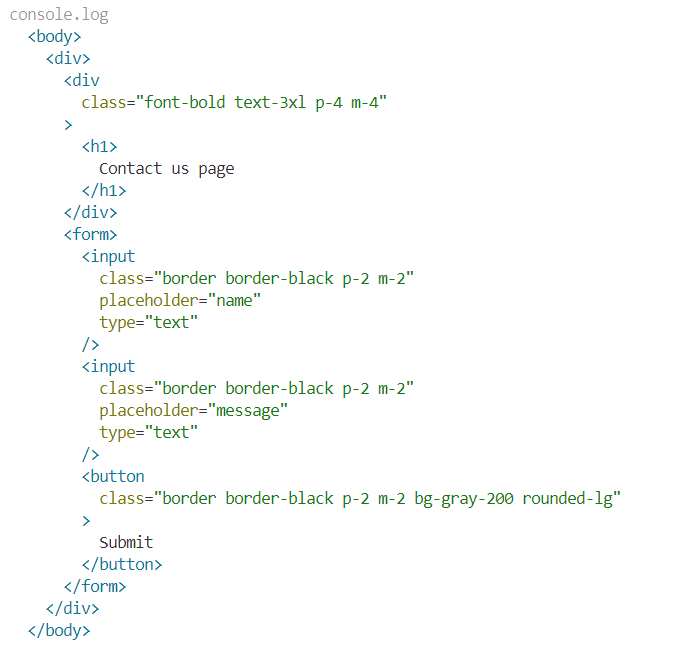 console.log
<body>
<div>
<div
class="font-bold text-3xl p-4 m-4"
>
<h1>
Contact us page
</h1>
</div>
<form>
<input
class="border border-black p-2 m-2"
placeholder="name"
type="text"
/>
<input
class="border border-black p-2 m-2"
placeholder="message"
type="text"
/>
<button
class="border border-black p-2 m-2 bg-gray-200 rounded-lg"
>
Submit
</button>
</form>
</div>
</body>